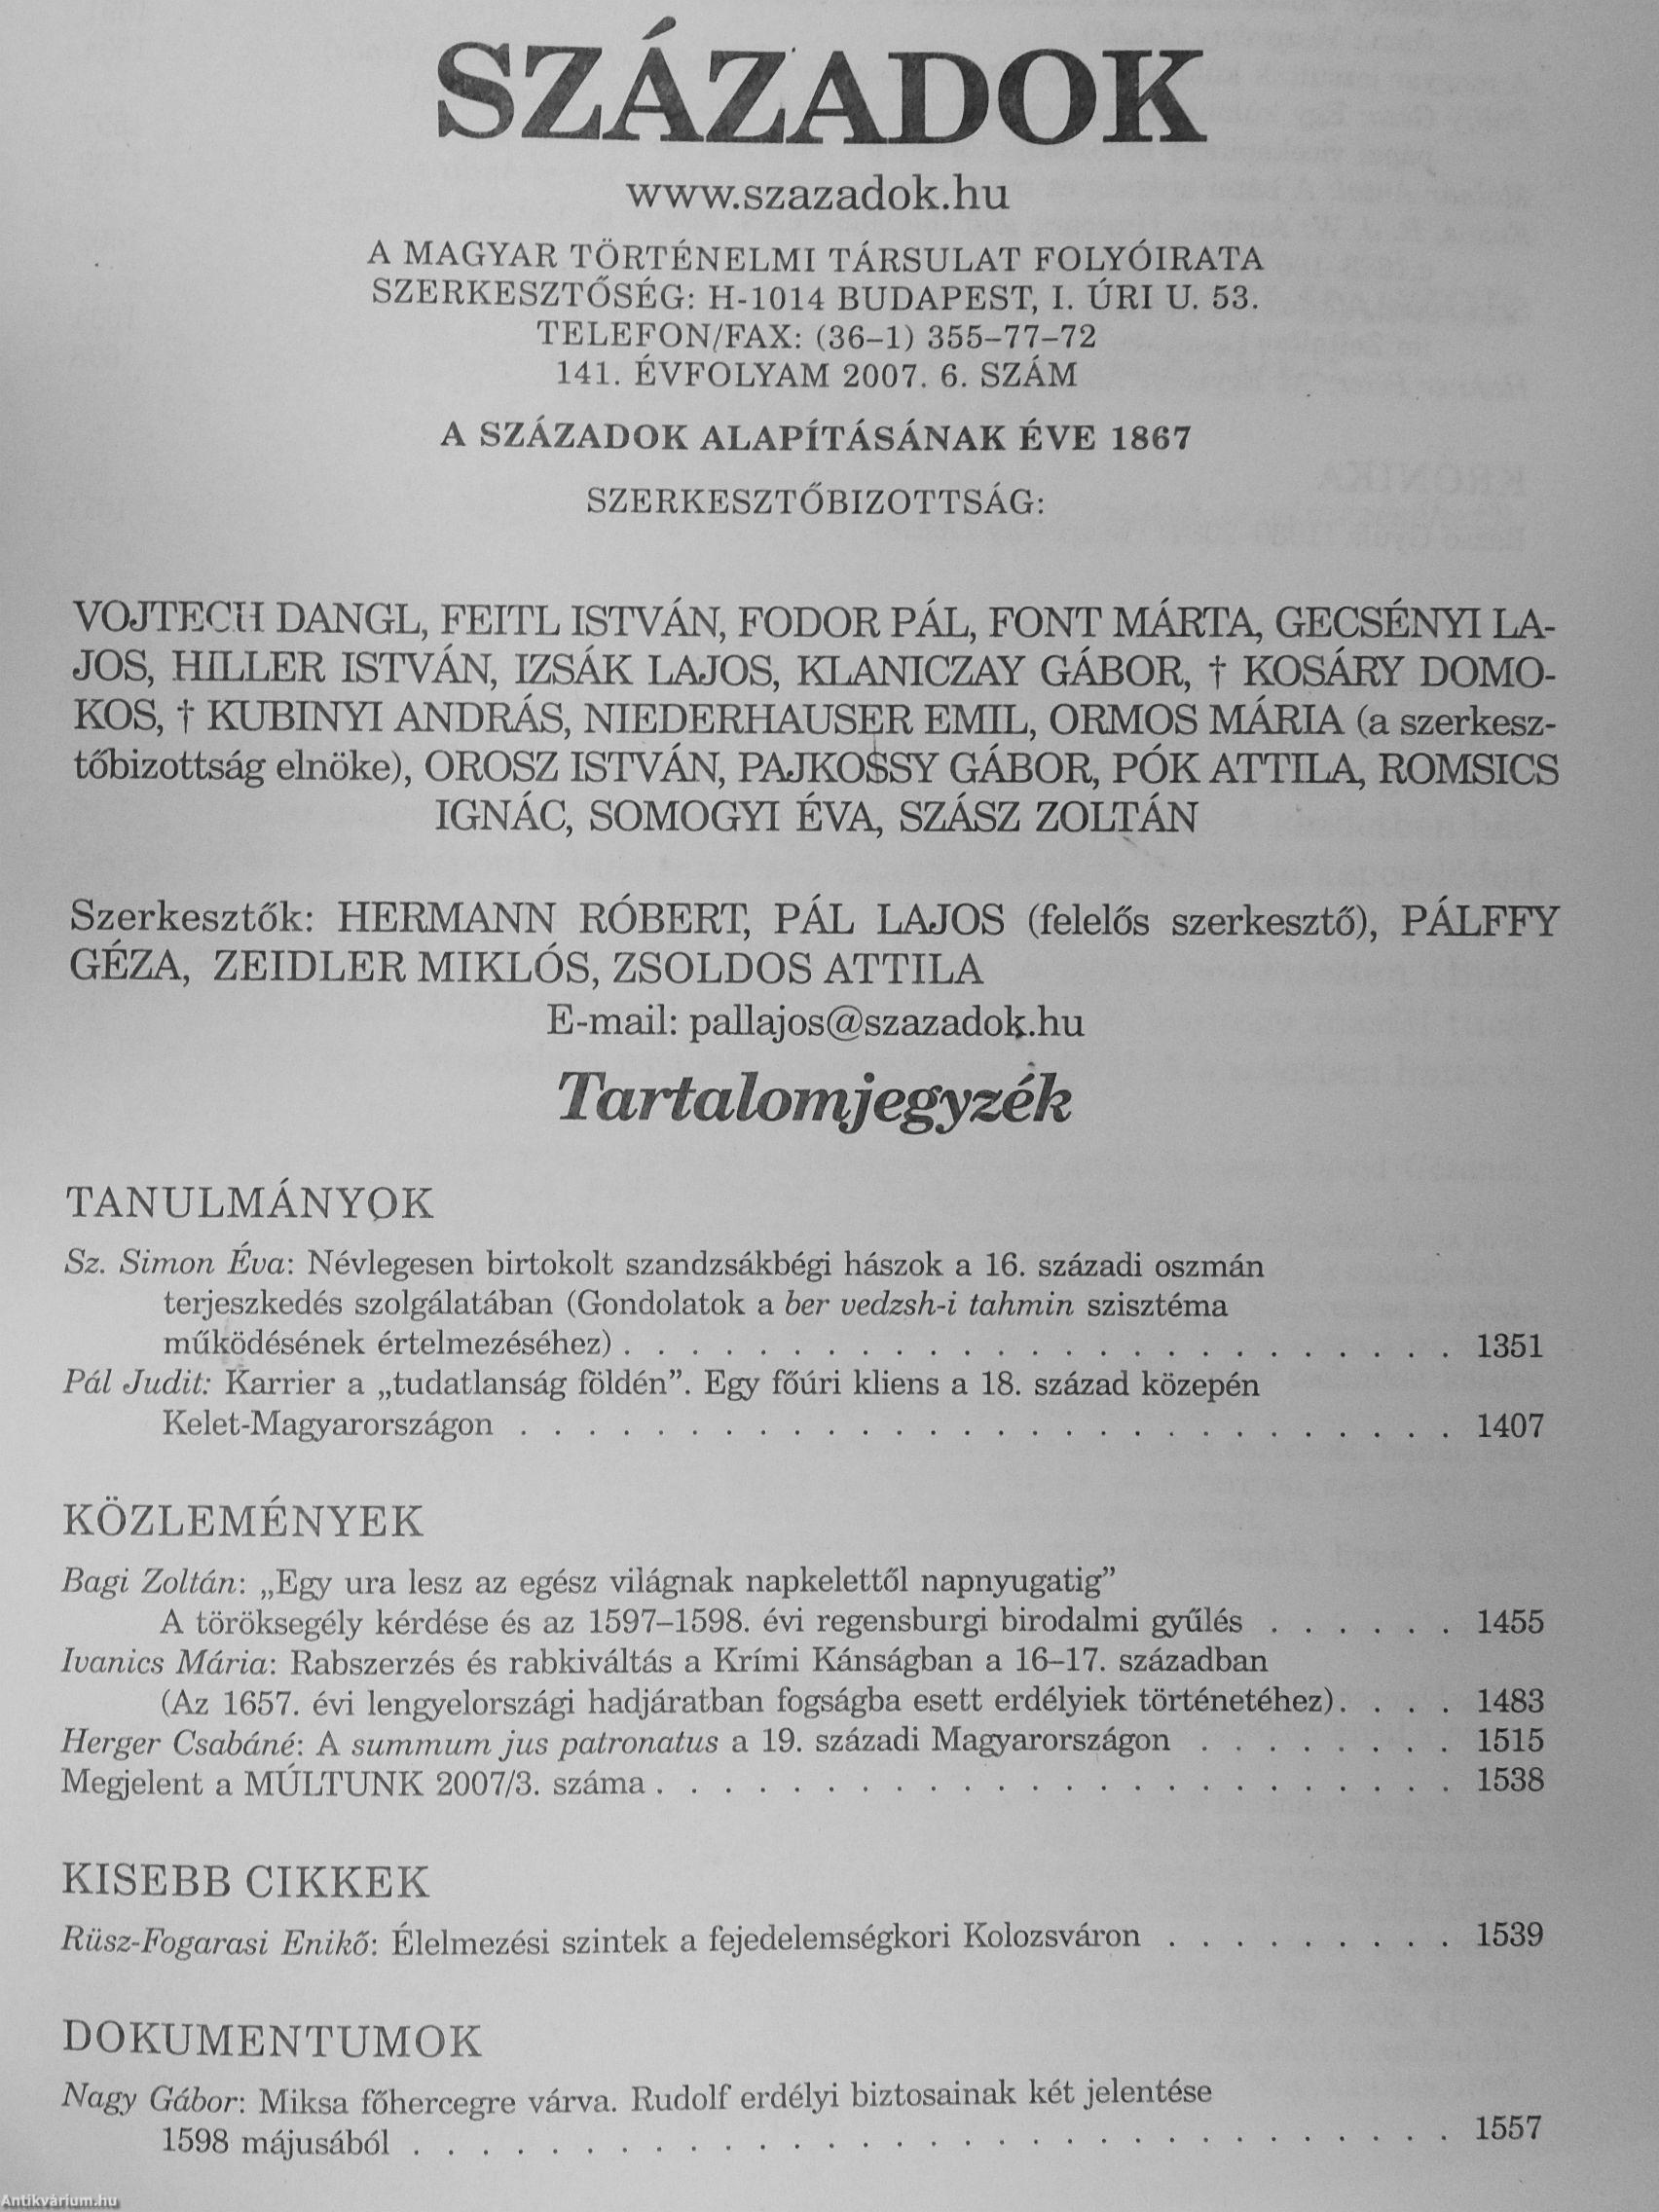 SZÁZADOK
www.szazadok.hu
A MAGYAR TÖRTÉNELMI TÁRSULAT FOLYÓIRATA
SZERKESZTŐSÉG: H-1014 BUDAPEST, I. ÚRI U. 53.
TELEFON/FAX: (36–1) 355–77–72
141. ÉVFOLYAM 2007. 6. SZÁM
A SZÁZADOK ALAPÍTÁSÁNAK ÉVE 1867
SZERKESZTŐBIZOTTSÁG:
VOJTECH DANGL, FEITL ISTVÁN, FODOR PÁL, FONT MÁRTA, GECSÉNYI LA-
JOS, HILLER ISTVÁN, IZSÁK LAJOS, KLANICZAY GÁBOR, † KOSÁRY DOMO-
KOS, † KUBINYI ANDRÁS, NIEDERHAUSER EMIL, ORMOS MÁRIA (a szerkesz-
tőbizottság elnöke), OROSZ ISTVÁN, PAJKOSSY GÁBOR, PÓK ATTILA, ROMSICS
IGNÁC, SOMOGYI ÉVA, SZÁSZ ZOLTÁN
Szerkesztők: HERMANN RÓBERT, PÁL LAJOS (felelős szerkesztő), PÁLFFY
GÉZA, ZEIDLER MIKLÓS, ZSOLDOS ATTILA
E-mail: pallajos@szazadok.hu
Tartalomjegyzék
TANULMÁNYOK
Sz. Simon Éva: Névlegesen birtokolt szandzsákbégi hászok a 16. századi oszmán
terjeszkedés szolgálatában (Gondolatok a ber vedzsh-i tahmin szisztéma
működésének értelmezéséhez) . . . . . . . . . . . . . . . . . . . . . . . . . 1351
Pál Judit: Karrier a „tudatlanság földén”. Egy főúri kliens a 18. század közepén
Kelet-Magyarországon . . . . . . . . . . . . . . . . . . . . . . . . . . . . 1407
KÖZLEMÉNYEK
Bagi Zoltán: „Egy ura lesz az egész világnak napkelettől napnyugatig”
A töröksegély kérdése és az 1597–1598. évi regensburgi birodalmi gyűlés . . . . . . 1455
Ivanics Mária: Rabszerzés és rabkiváltás a Krími Kánságban a 16–17. században
(Az 1657. évi lengyelországi hadjáratban fogságba esett erdélyiek történetéhez) . . . . 1483
Herger Csabáné: A summum jus patronatus a 19. századi Magyarországon . . . . . . . . 1515
Megjelent a MÚLTUNK 2007/3. száma . . . . . . . . . . . . . . . . . . . . . . . . 1538
KISEBB CIKKEK
Rüsz-Fogarasi Enikő: Élelmezési szintek a fejedelemségkori Kolozsváron . . . . . . . . . 1539
DOKUMENTUMOK
Nagy Gábor: Miksa főhercegre várva. Rudolf erdélyi biztosainak két jelentése
1598 májusából . . . . . . . . . . . . . . . . . . . . . . . . . . . . . . . 1557
Antikvárium.hu